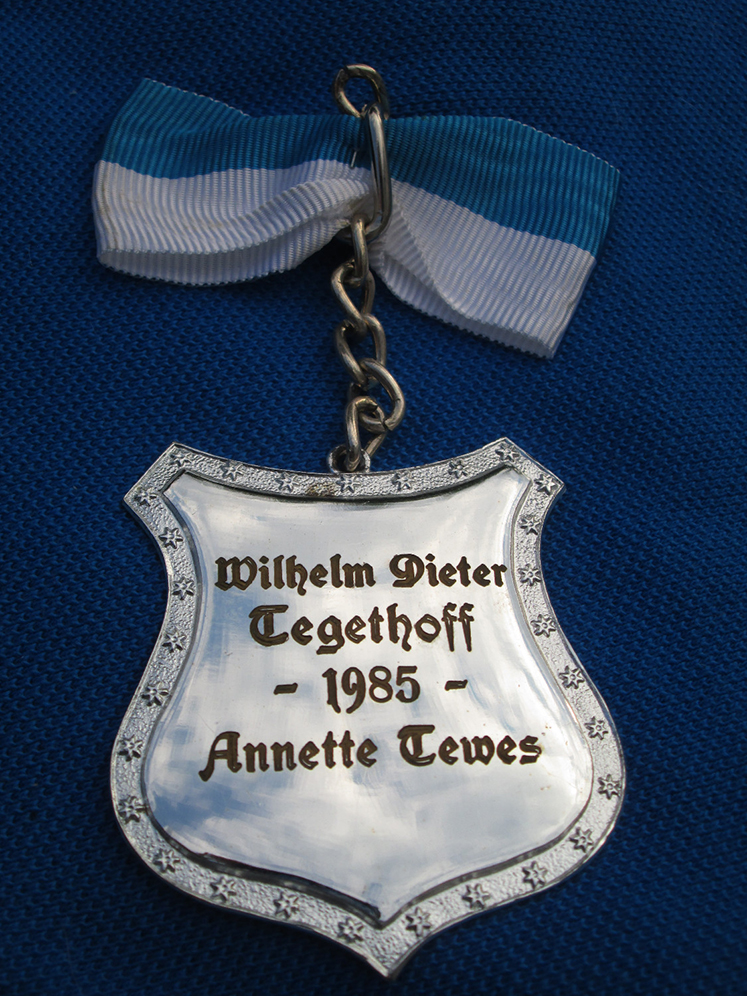 Wilhelm Dieter
Tegethoff
- 1985 -
Annette Tewes